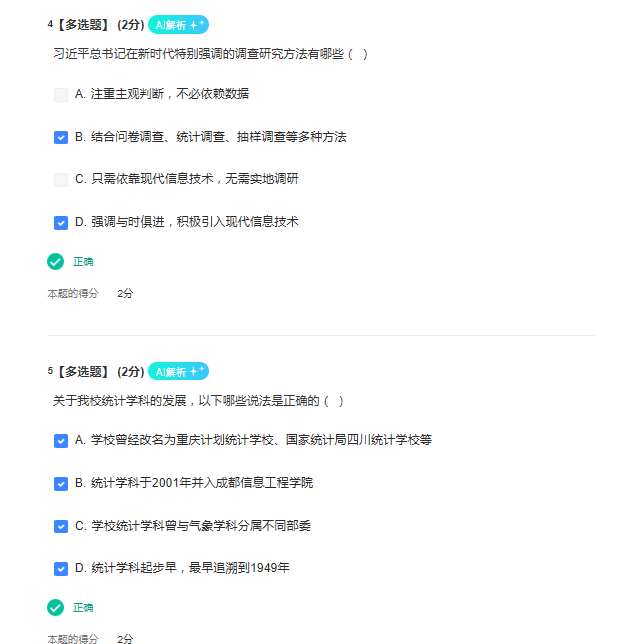 4【多选题】 (2分) AI解析
习近平总书记在新时代特别强调的调查研究方法有哪些（ ）
A. 注重主观判断，不必依赖数据
B. 结合问卷调查、统计调查、抽样调查等多种方法
C. 只需依靠现代信息技术，无需实地调研
D. 强调与时俱进，积极引入现代信息技术
正确
本题的得分 2分
5【多选题】 (2分) AI解析
关于我校统计学科的发展，以下哪些说法是正确的（ ）
A. 学校曾经改名为重庆计划统计学校、国家统计局四川统计学校等
B. 统计学科于2001年并入成都信息工程学院
C. 学校统计学科曾与气象学科分属不同部委
D. 统计学科起步早，最早追溯到1949年
正确
本题的得分 2分